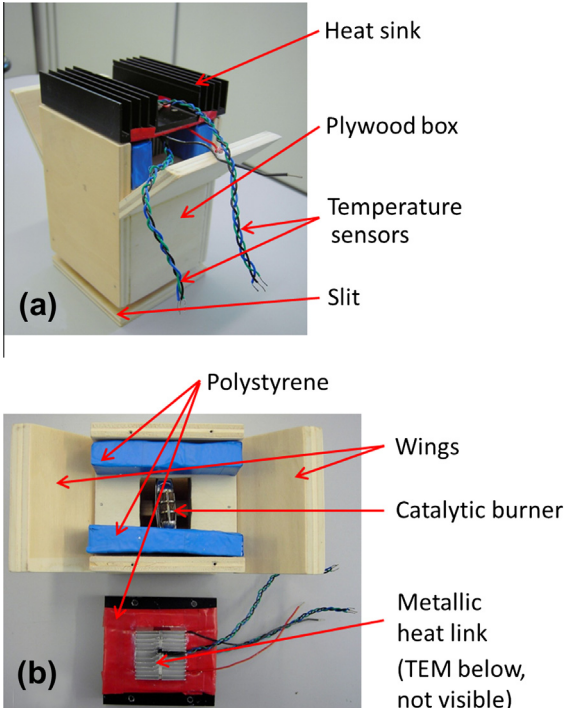 Heat sink
Plywood box
Temperature
sensors
(a)
Slit
Polystyrene
Wings
Catalytic burner
Metallic
heat link
(TEM below,
not visible)
(b)